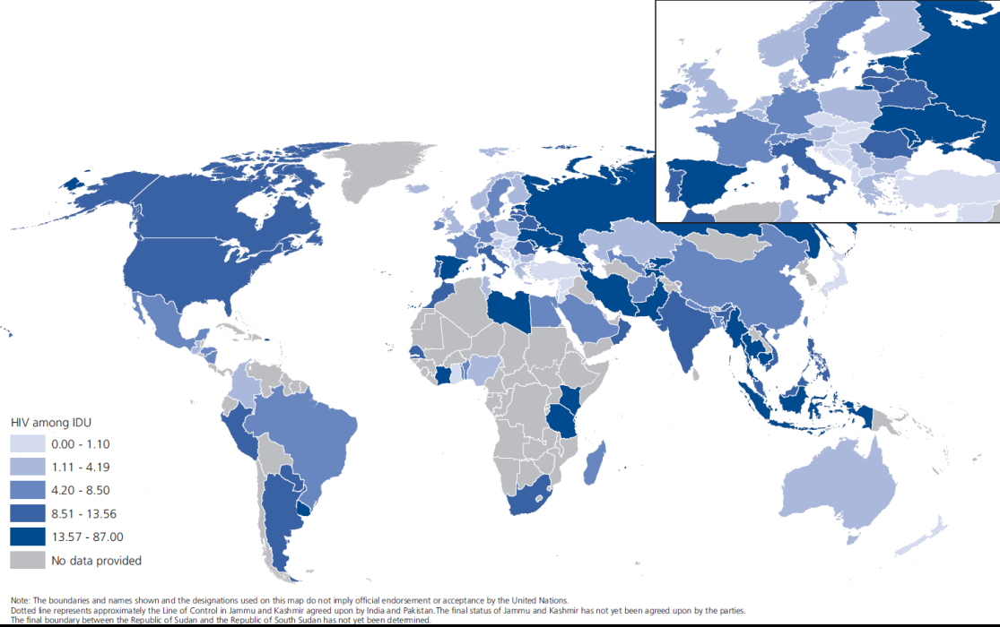 HIV among IDU
0.00 - 1.10
1.11 - 4.19
4.20 - 8.50
8.51 - 13.56
13.57 - 87.00
No data provided
Note: The boundaries and names shown and the designations used on this map do not imply official endorsement or acceptance by the United Nations.
Dotted line represents approximately the Line of Control in Jammu and Kashmir agreed upon by India and Pakistan.The final status of Jammu and Kashmir has not yet been agreed upon by the parties.
The final boundary between the Republic of Sudan and the Republic of South Sudan has not yet been determined.